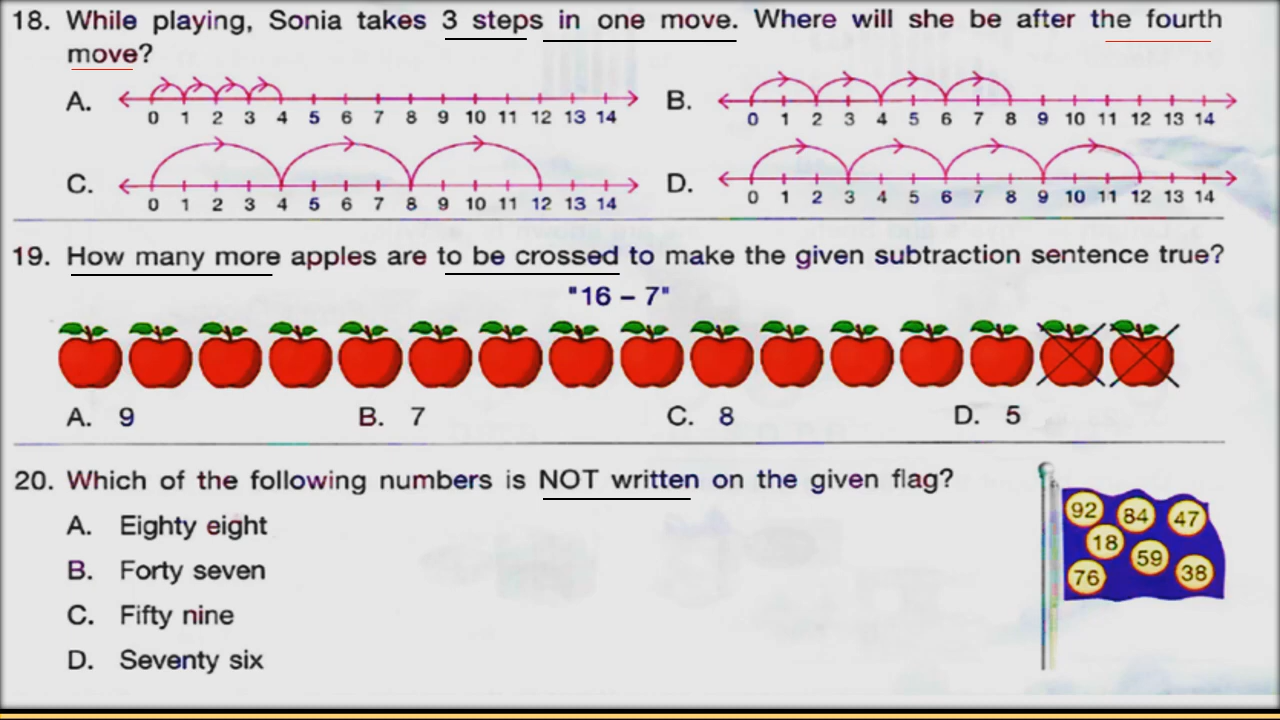 18. While playing, Sonia takes 3 steps in one move. Where will she be after the fourth
move?
A. 0 1 2 3 4 5 6 7 8 9 10 11 12 13 14
B. 0 1 2 3 4 5 6 7 8 9 10 11 12 13 14
C. 0 1 2 3 4 5 6 7 8 9 10 11 12 13 14
D. 0 1 2 3 4 5 6 7 8 9 10 11 12 13 14
19. How many more apples are to be crossed to make the given subtraction sentence true?
"16 – 7"
A. 9 B. 7 C. 8 D. 5
20. Which of the following numbers is NOT written on the given flag?
A. Eighty eight
B. Forty seven
C. Fifty nine
D. Seventy six
92 84 47
18 59
76 38